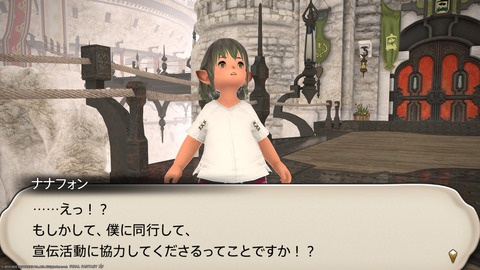 ナナフォン
……えっ！？
もしかして、僕に同行して、
宣伝活動に協力してくださるってことですか！？